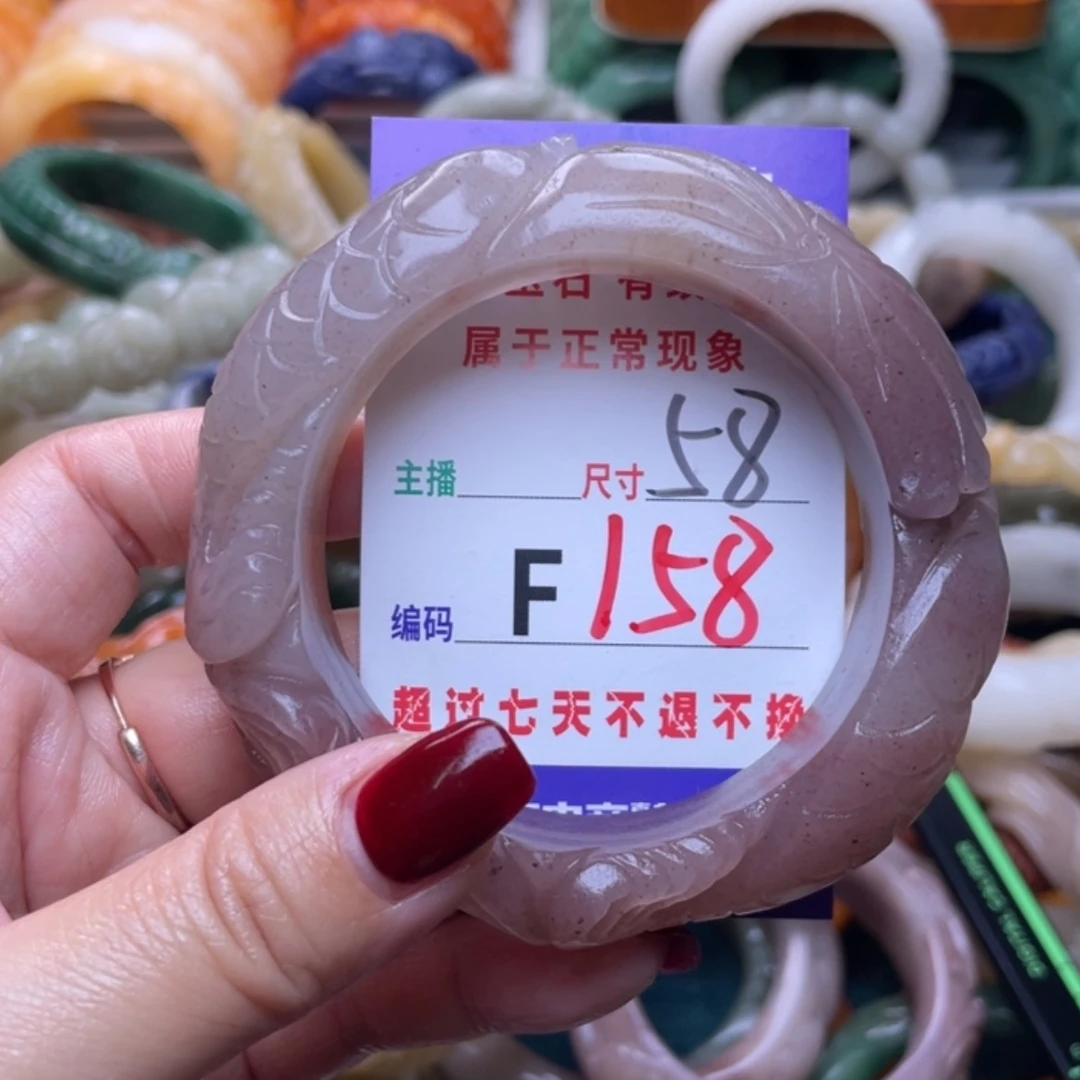 属于正常现象
主播 尺寸 58
编码 F 158
超过七天不退不换